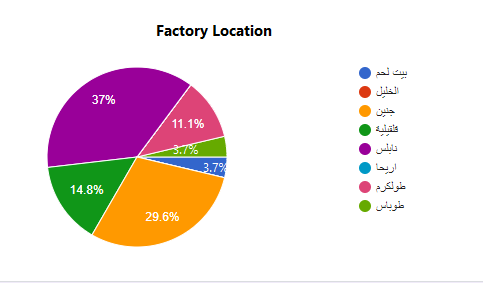 Factory Location
37%
11.1%
3.7%
3.7%
14.8%
29.6%
بيت لحم
الخليل
جنين
قلقيلية
نابلس
اريحا
طولكرم
طوباس